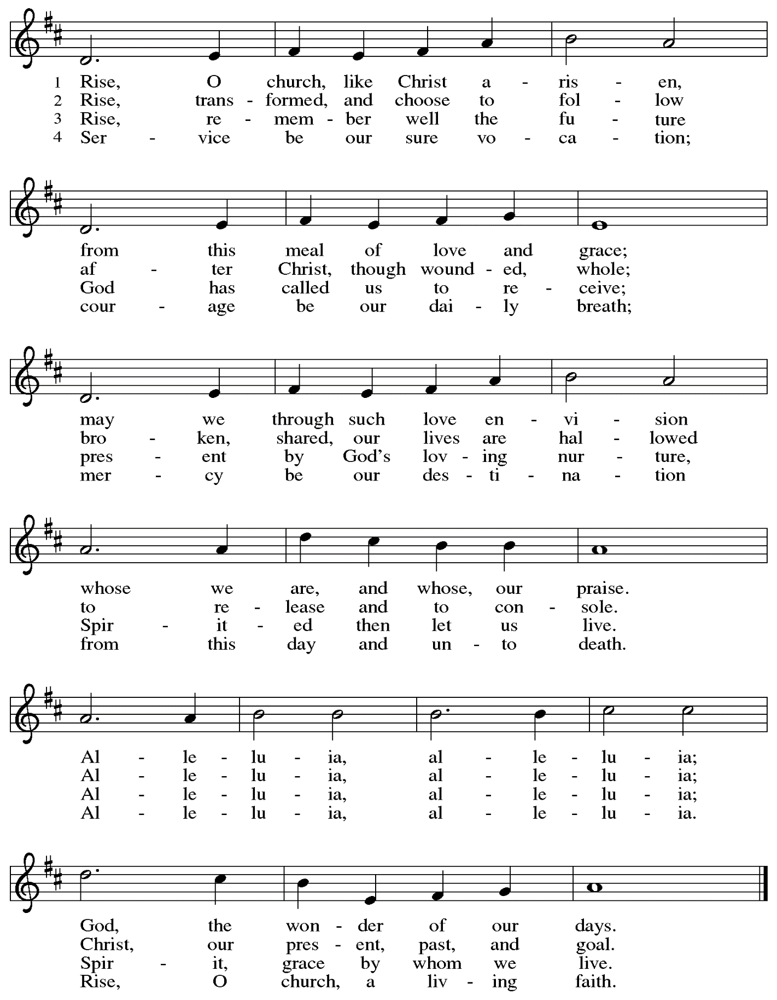 1 Rise, O church, like Christ a - ris - en,
2 Rise, trans - formed, and choose to fol - low
3 Rise, re - mem - ber well the fu - ture
4 Ser - vice be our sure vo - ca - tion;
from this meal of love and grace;
af - ter Christ, though wound - ed, whole;
God has called us to re - ceive;
cour - age be our dai - ly breath;
may we through such love en - vi - sion
bro - ken, shared, our lives are hal - lowed
pres - ent by God's lov - ing nur - ture,
mer - cy be our des - ti - na - tion
whose we are, and whose, our praise.
to re - lease and to con - sole.
Spir - it - ed then let us live.
from this day and un - to death.
Al - le - lu - ia, al - le - lu - ia;
Al - le - lu - ia, al - le - lu - ia;
Al - le - lu - ia, al - le - lu - ia;
Al - le - lu - ia, al - le - lu - ia.
God, the won - der of our days.
Christ, our pres - ent, past, and goal.
Spir - it, grace by whom we live.
Rise, O church, a liv - ing faith.